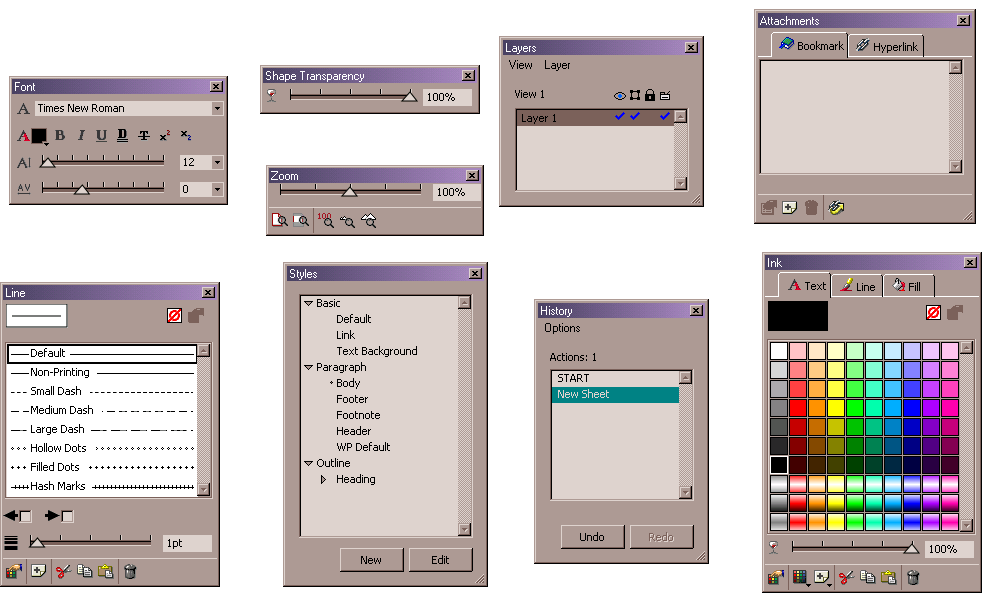 Font
Times New Roman
B I U D T x² x₂
12
0
Shape Transparency
100%
Zoom
100%
100
Layers
View Layer
View 1
Layer 1
Attachments
Bookmark Hyperlink
Line
Default
Non-Printing
Small Dash
Medium Dash
Large Dash
Hollow Dots
Filled Dots
Hash Marks
1pt
Styles
Basic
Default
Link
Text Background
Paragraph
Body
Footer
Footnote
Header
WP Default
Outline
Heading
New Edit
History
Options
Actions: 1
START
New Sheet
Undo Redo
Ink
Text Line Fill
100%